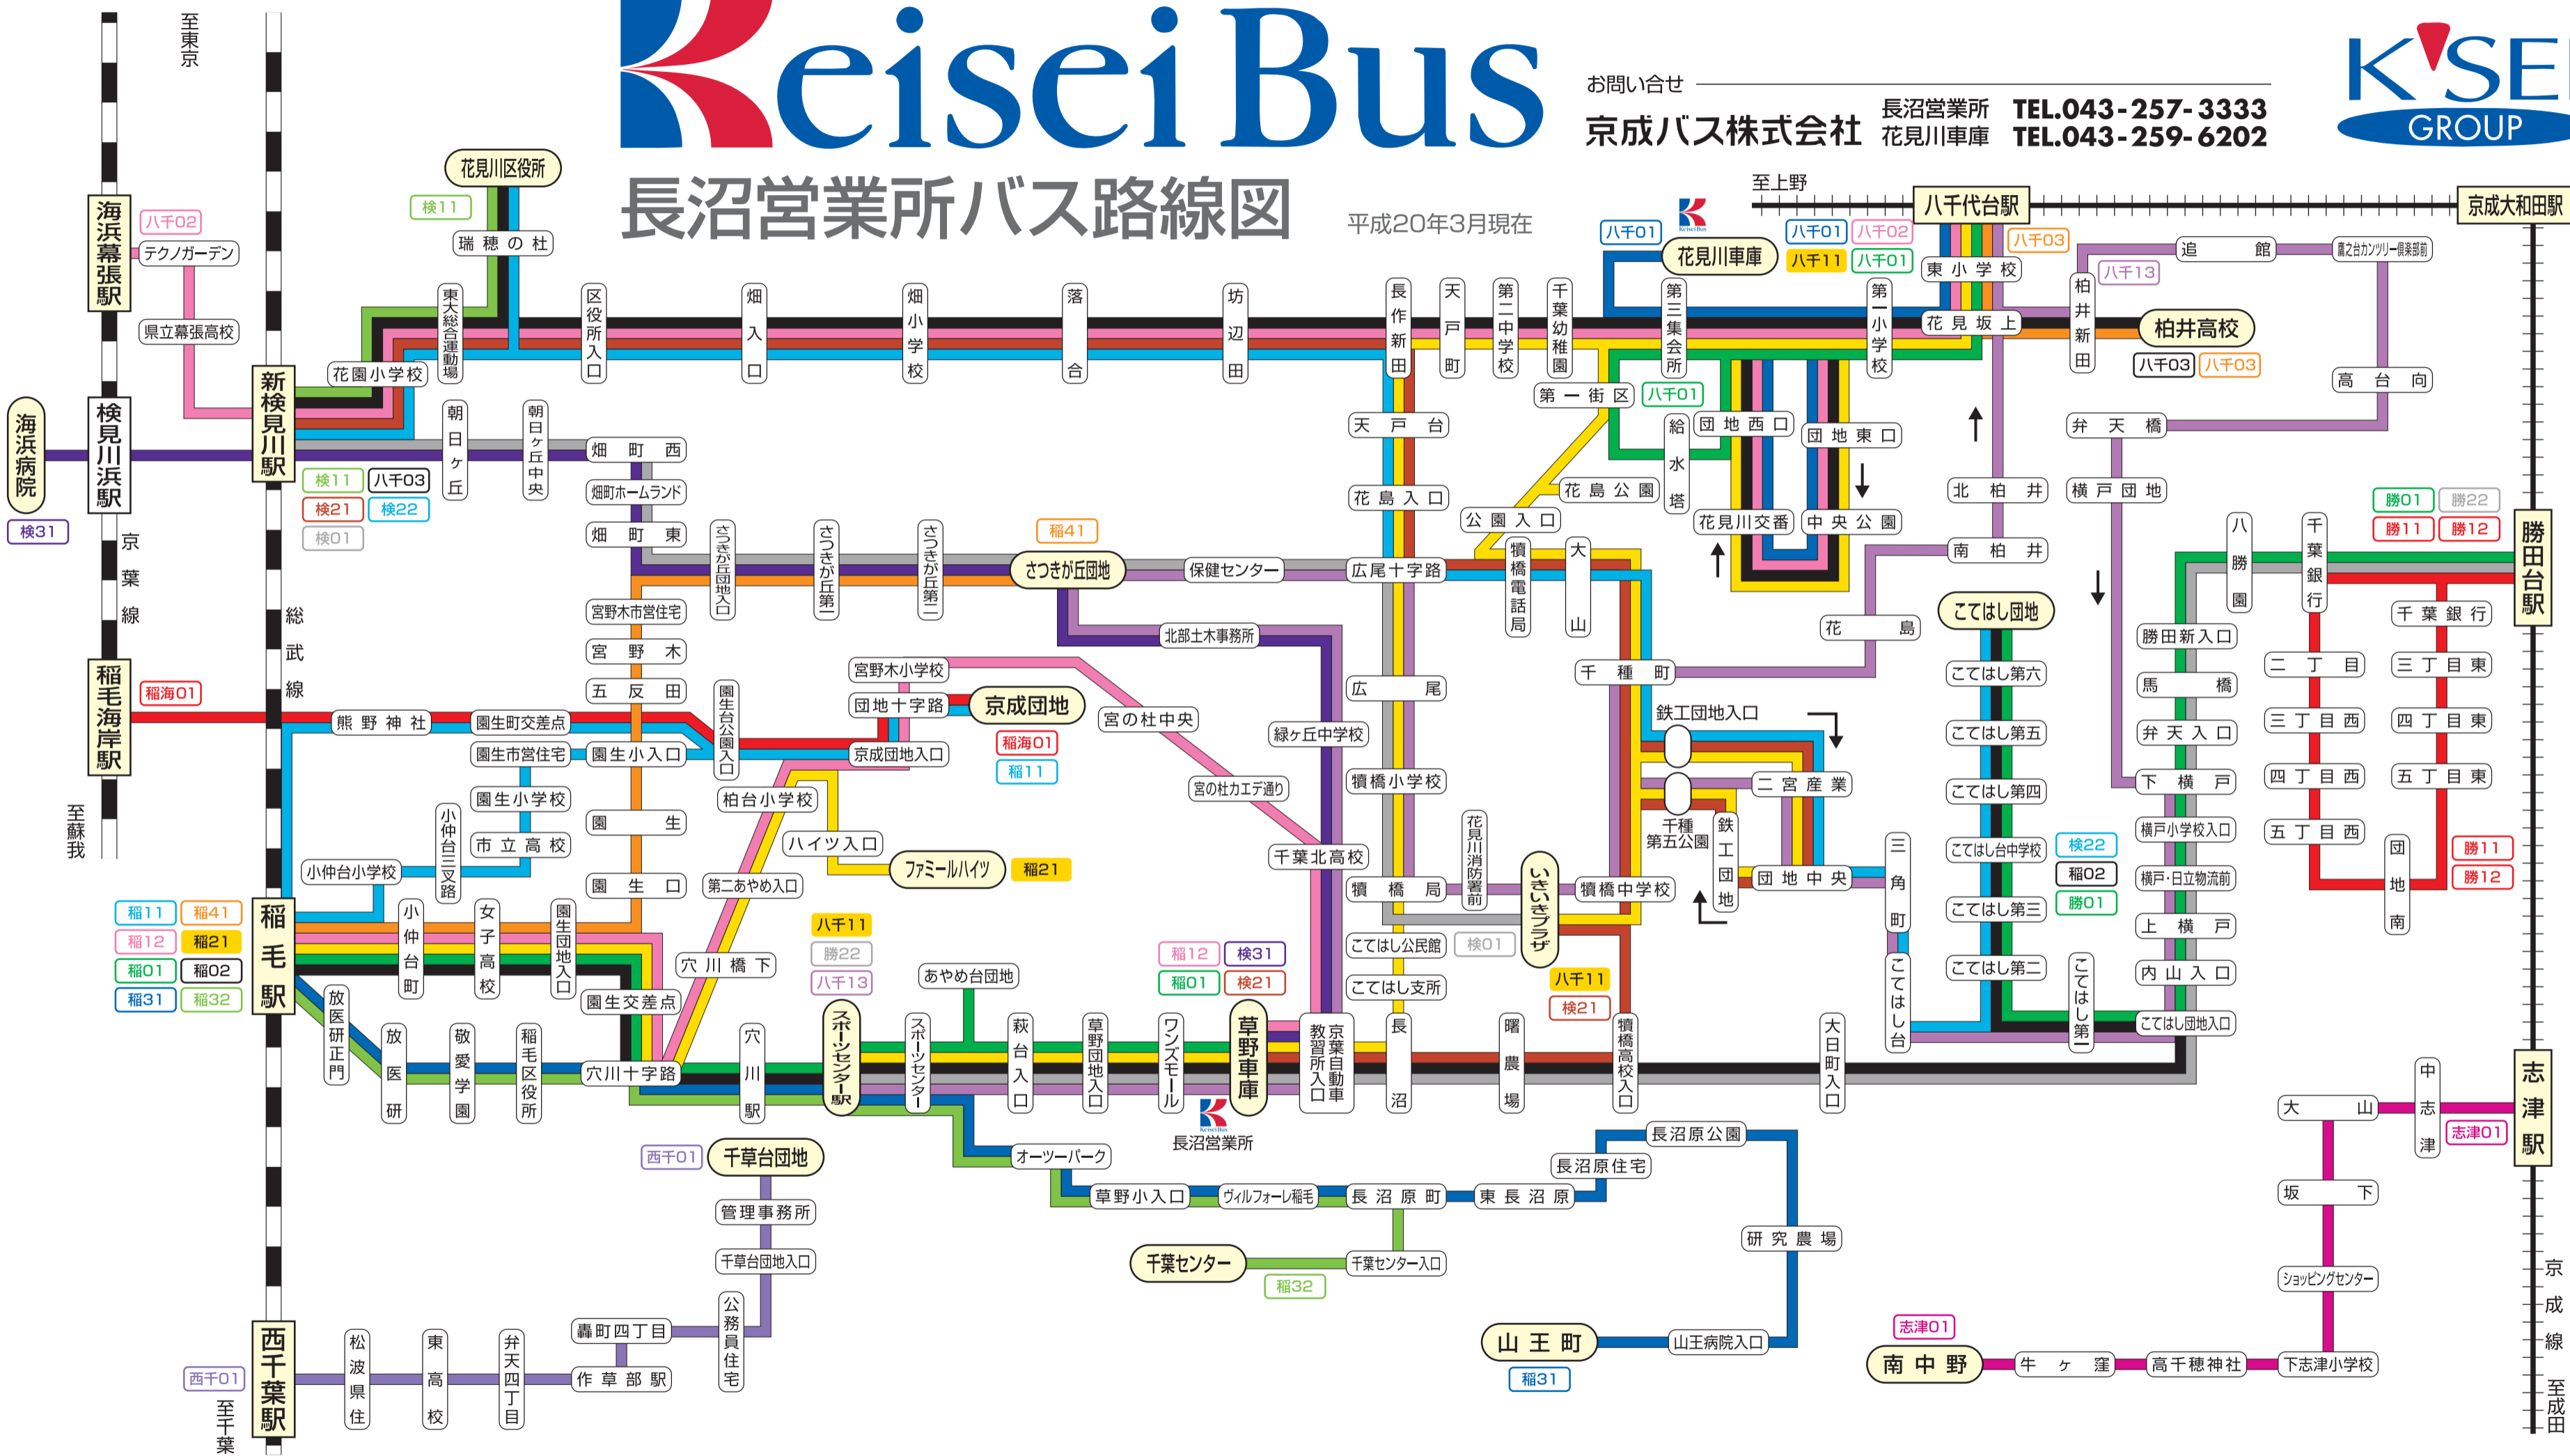 Keisei Bus
長沼営業所バス路線図
平成20年3月現在
お問い合せ
京成バス株式会社
長沼営業所 TEL.043-257-3333
花見川車庫 TEL.043-259-6202
K'SEI
GROUP
至東京
海浜幕張駅
八千02
テクノガーデン
県立幕張高校
新検見川駅
海浜病院
検31
検見川浜駅
京葉線
稲毛海岸駅
稲海01
至蘇我
総武線
検11
八千03
検21
検22
検01
花見川区役所
検11
瑞穂の杜
花園小学校
東大総合運動場
区役所入口
畑入口
畑小学校
落合
坊辺田
長作新田
天戸町
第二中学校
千葉幼稚園
第三集会所
第一小学校
花見坂上
東小学校
八千01
Keisei Bus
花見川車庫
至上野
八千代台駅
京成大和田駅
八千01
八千02
八千11
八千01
八千03
八千13
柏井新田
追館
鷹之台カンツリー倶楽部前
柏井高校
八千03
八千03
高台向
弁天橋
横戸団地
朝日ヶ丘
朝日ヶ丘中央
畑町西
畑町ホームランド
畑町東
さつきが丘団地入口
さつきが丘第一
さつきが丘第二
稲41
さつきが丘団地
保健センター
広尾十字路
天戸台
花島入口
第一街区
八千01
給水塔
花島公園
公園入口
犢橋電話局
大山
団地西口
団地東口
花見川交番
中央公園
北柏井
南柏井
花島
千種町
宮野木市営住宅
宮野木
五反田
園生小入口
園生
園生口
北部土木事務所
宮野木小学校
団地十字路
京成団地
稲海01
稲11
京成団地入口
宮の杜中央
宮の杜カエデ通り
緑ヶ丘中学校
千葉北高校
広尾
犢橋小学校
犢橋局
花見川消防署前
いきいきプラザ
犢橋中学校
検01
こてはし公民館
こてはし支所
八千11
検21
熊野神社
園生町交差点
園生台公園入口
園生市営住宅
園生小学校
市立高校
小仲台三叉路
小仲台小学校
柏台小学校
ハイツ入口
ファミールハイツ
稲21
第二あやめ入口
穴川橋下
鉄工団地入口
千種第五公園
二宮産業
鉄工団地
団地中央
三角町
こてはし台
こてはし団地
こてはし第六
こてはし第五
こてはし第四
こてはし台中学校
こてはし第三
こてはし第二
検22
稲02
勝01
こてはし第一
こてはし団地入口
内山入口
上横戸
横戸・日立物流前
横戸小学校入口
下横戸
弁天入口
馬橋
勝田新入口
八勝園
千葉銀行
勝01
勝22
勝11
勝12
勝田台駅
千葉銀行
二丁目
三丁目東
三丁目西
四丁目東
四丁目西
五丁目東
五丁目西
団地南
勝11
勝12
稲毛駅
稲11
稲41
稲12
稲21
稲01
稲02
稲31
稲32
小仲台町
女子高校
園生団地入口
園生交差点
放医研正門
放医研
敬愛学園
稲毛区役所
穴川十字路
穴川駅
八千11
勝22
八千13
スポーツセンター駅
スポーツセンター
あやめ台団地
萩台入口
草野団地入口
ワンズモール
稲12
検31
稲01
検21
草野車庫
Keisei Bus
長沼営業所
京葉自動車教習所入口
長沼
曙農場
犢橋高校入口
大日町入口
オーツーパーク
草野小入口
ヴィルフォーレ稲毛
長沼原町
東長沼原
長沼原住宅
長沼原公園
研究農場
山王病院入口
山王町
稲31
千葉センター
稲32
千葉センター入口
西千01
千草台団地
管理事務所
千草台団地入口
公務員住宅
轟町四丁目
作草部駅
弁天四丁目
東高校
松波県住
西千葉駅
西千01
至千葉
志津駅
中志津
志津01
大山
坂下
ショッピングセンター
下志津小学校
高千穂神社
牛ヶ窪
南中野
志津01
京成線
至成田